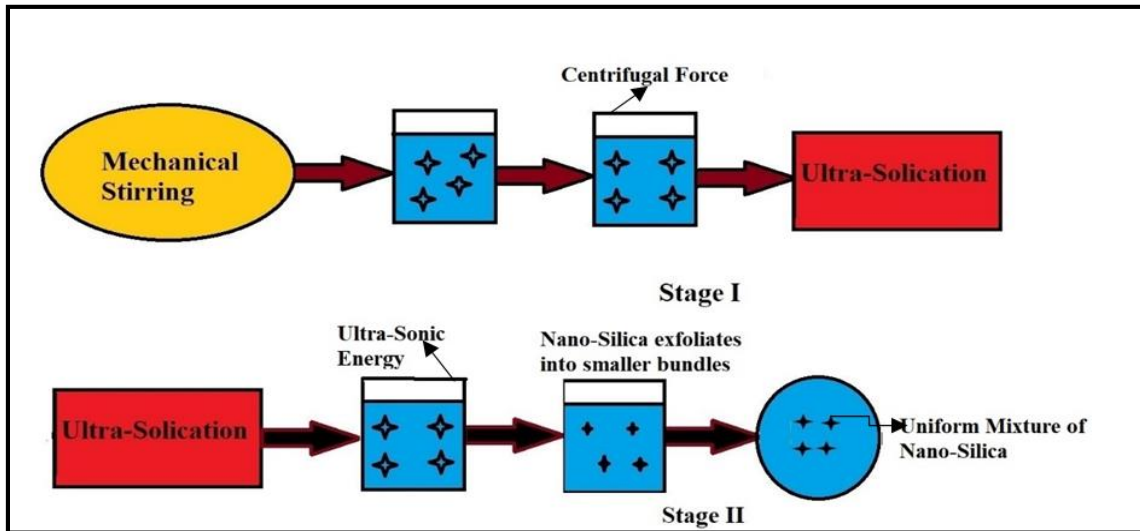 Centrifugal Force
Mechanical
Stirring
Ultra-Solication
Stage I
Ultra-Sonic
Energy
Nano-Silica exfoliates
into smaller bundles
Ultra-Solication
Uniform Mixture of
Nano-Silica
Stage II